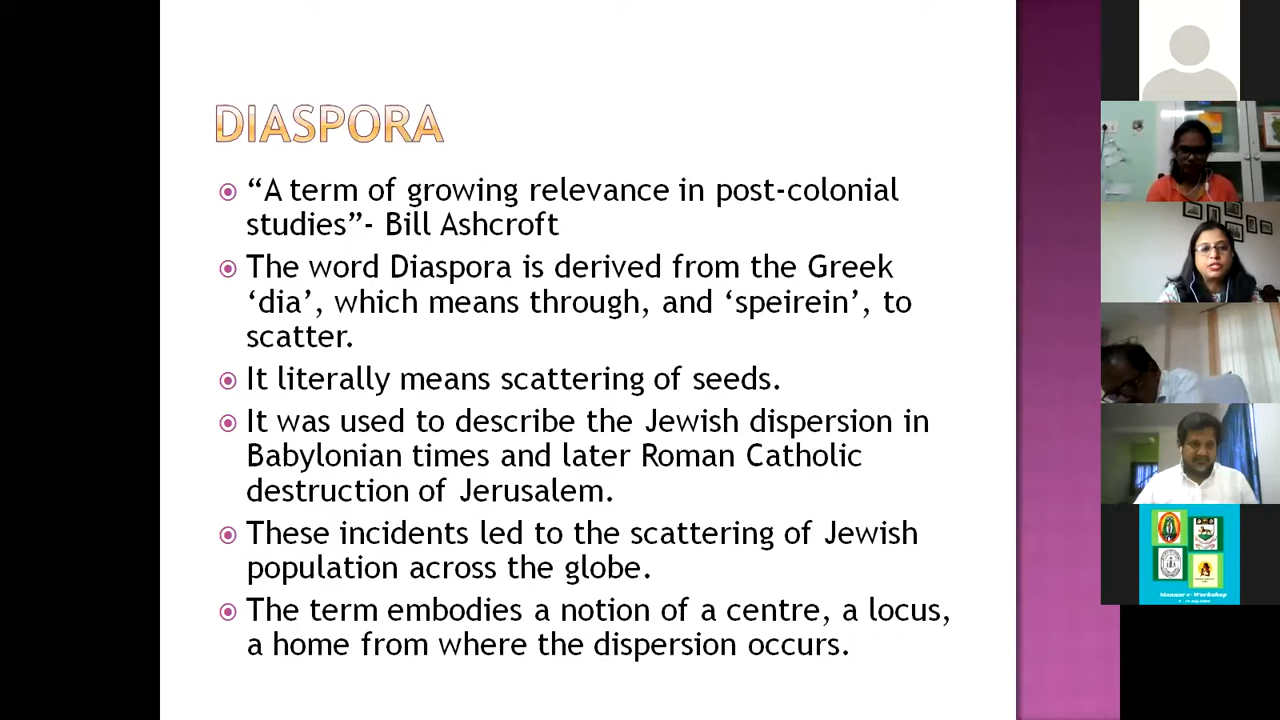 DIASPORA
“A term of growing relevance in post-colonial
studies”- Bill Ashcroft
The word Diaspora is derived from the Greek
‘dia’, which means through, and ‘speirein’, to
scatter.
It literally means scattering of seeds.
It was used to describe the Jewish dispersion in
Babylonian times and later Roman Catholic
destruction of Jerusalem.
These incidents led to the scattering of Jewish
population across the globe.
The term embodies a notion of a centre, a locus,
a home from where the dispersion occurs.
Mannar e-Workshop